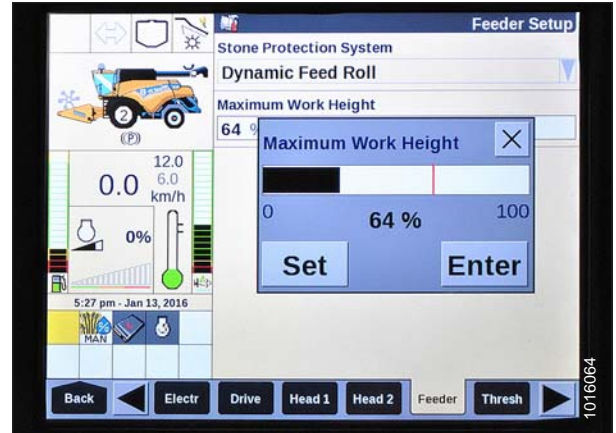 Feeder Setup
Stone Protection System
Dynamic Feed Roll
Maximum Work Height
64 %
Maximum Work Height
0
64 %
100
Set
Enter
2
(P)
12.0
0.0
6.0
km/h
0%
5:27 pm - Jan 13, 2016
MAN
Back
Electr
Drive
Head 1
Head 2
Feeder
Thresh
1016064